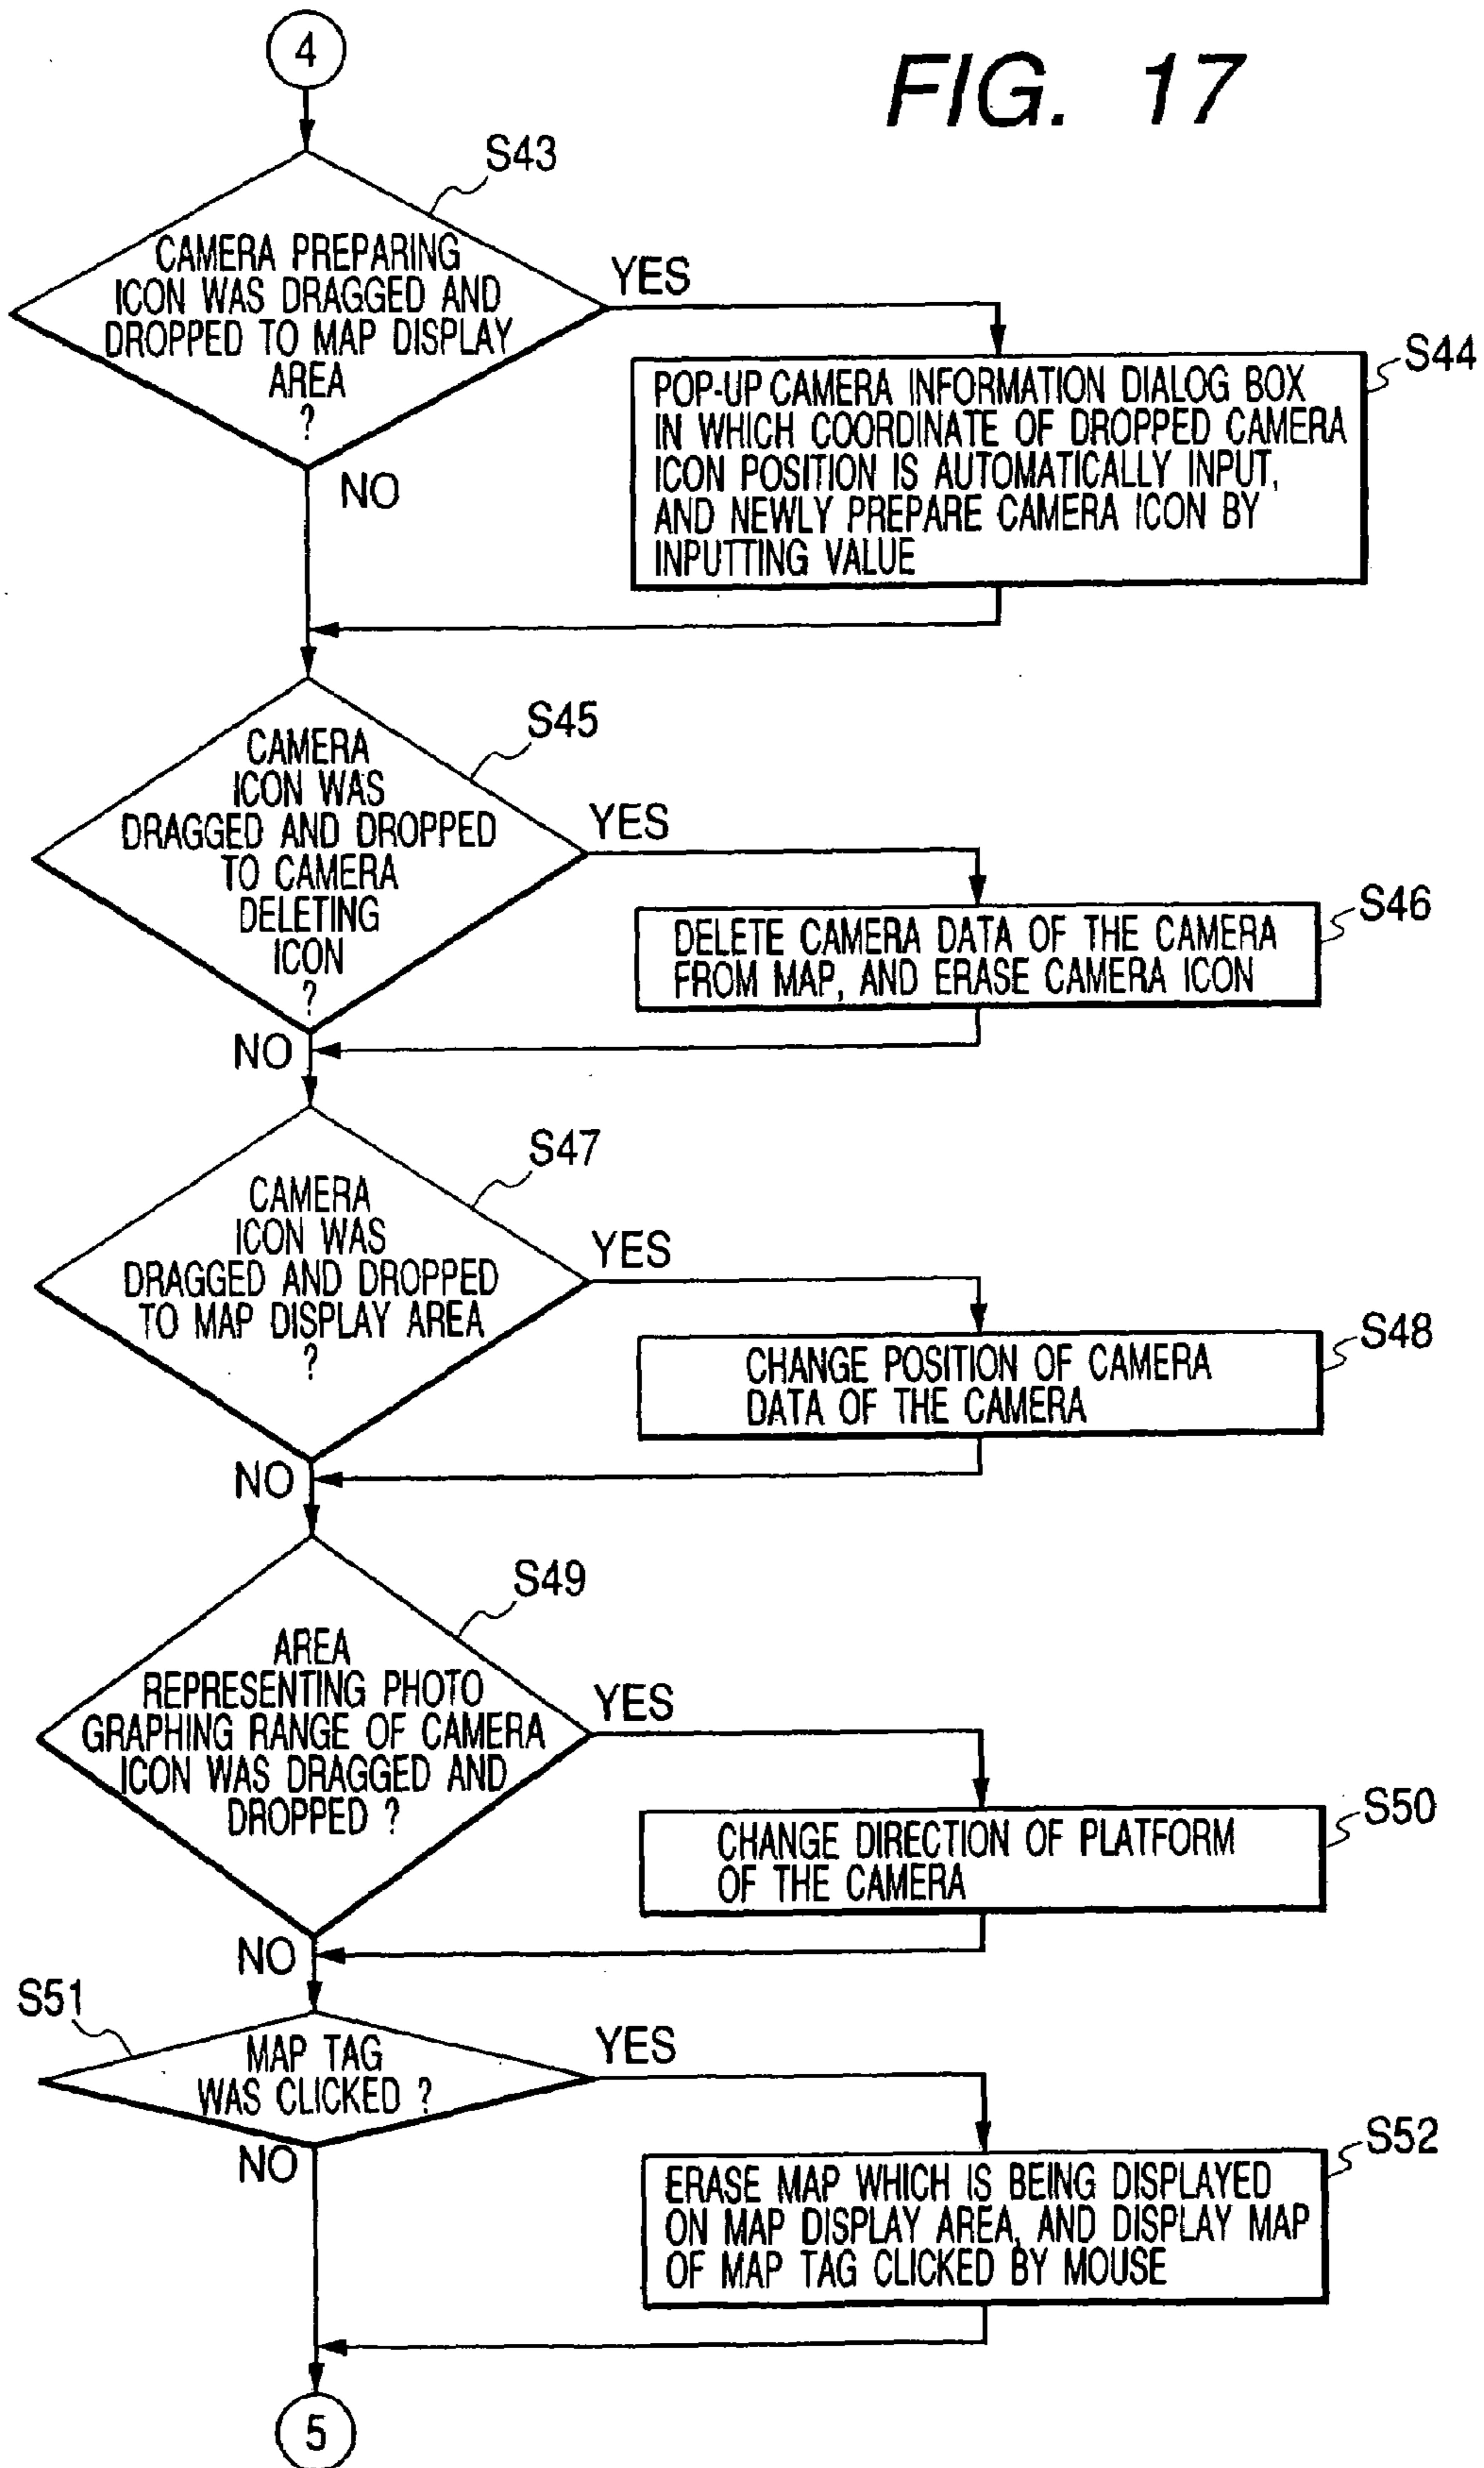 4
FIG. 17
S43
CAMERA PREPARING
ICON WAS DRAGGED AND
DROPPED TO MAP DISPLAY
AREA
?
YES
NO
S44
POP-UP CAMERA INFORMATION DIALOG BOX
IN WHICH COORDINATE OF DROPPED CAMERA
ICON POSITION IS AUTOMATICALLY INPUT,
AND NEWLY PREPARE CAMERA ICON BY
INPUTTING VALUE
S45
CAMERA
ICON WAS
DRAGGED AND DROPPED
TO CAMERA
DELETING
ICON
?
YES
NO
S46
DELETE CAMERA DATA OF THE CAMERA
FROM MAP, AND ERASE CAMERA ICON
S47
CAMERA
ICON WAS
DRAGGED AND DROPPED
TO MAP DISPLAY AREA
?
YES
NO
S48
CHANGE POSITION OF CAMERA
DATA OF THE CAMERA
S49
AREA
REPRESENTING PHOTO
GRAPHING RANGE OF CAMERA
ICON WAS DRAGGED AND
DROPPED ?
YES
NO
S50
CHANGE DIRECTION OF PLATFORM
OF THE CAMERA
S51
MAP TAG
WAS CLICKED ?
YES
NO
S52
ERASE MAP WHICH IS BEING DISPLAYED
ON MAP DISPLAY AREA, AND DISPLAY MAP
OF MAP TAG CLICKED BY MOUSE
5